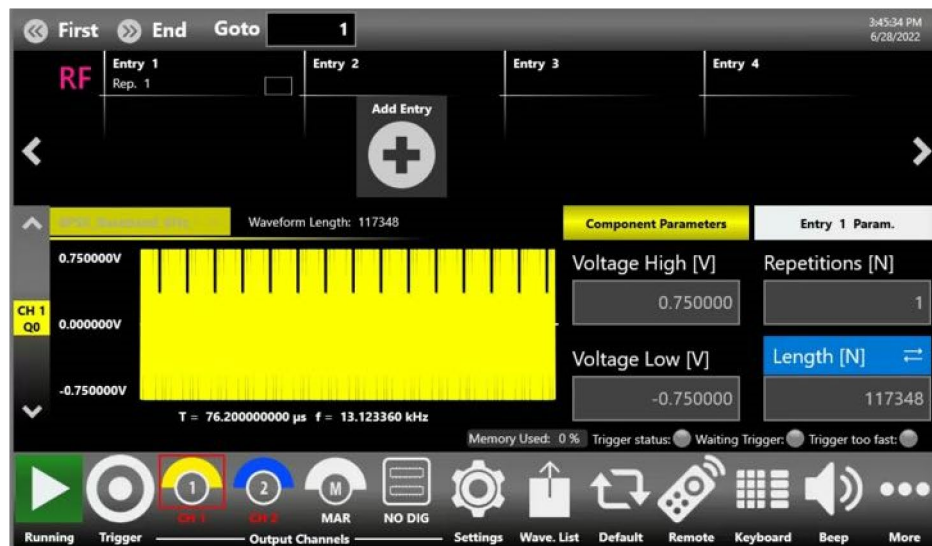 First End Goto 1
3:45:34 PM
6/28/2022
RF
Entry 1
Rep. 1
Entry 2
Entry 3
Entry 4
Add Entry
Waveform Length: 117348
Component Parameters
Entry 1 Param.
0.750000V
0.000000V
-0.750000V
CH 1
Q0
Voltage High [V]
0.750000
Voltage Low [V]
-0.750000
Repetitions [N]
1
Length [N]
117348
T = 76.200000000 µs f = 13.123360 kHz
Memory Used: 0 % Trigger status: Waiting Trigger: Trigger too fast:
1
CH 1
2
CH 2
M
MAR
NO DIG
Running Trigger Output Channels Settings Wave. List Default Remote Keyboard Beep More